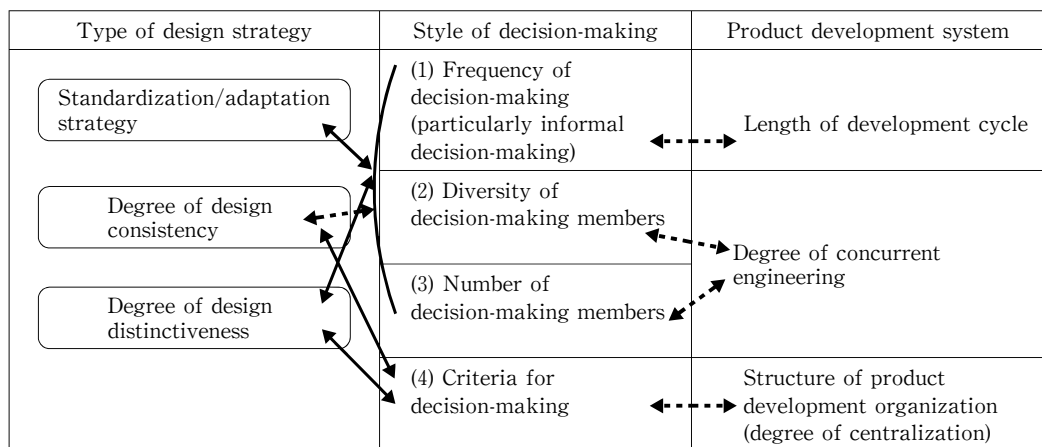 Type of design strategy
Style of decision-making
Product development system
Standardization/adaptation
strategy
Degree of design
consistency
Degree of design
distinctiveness
(1) Frequency of
decision-making
(particularly informal
decision-making)
(2) Diversity of
decision-making members
(3) Number of
decision-making members
(4) Criteria for
decision-making
Length of development cycle
Degree of concurrent
engineering
Structure of product
development organization
(degree of centralization)